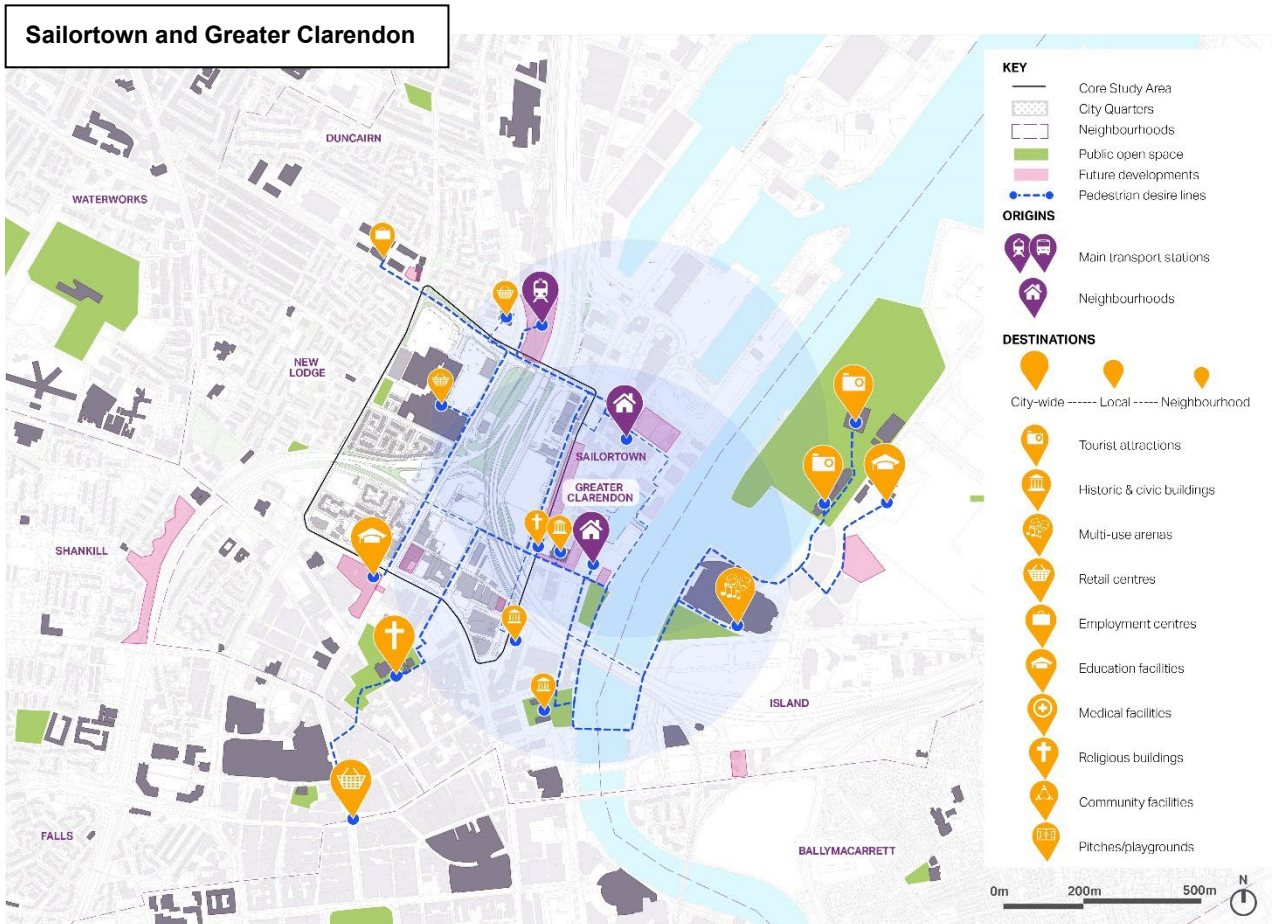 Sailortown and Greater Clarendon
DUNCAIRN
WATERWORKS
NEW
LODGE
SAILORTOWN
GREATER
CLARENDON
SHANKILL
ISLAND
FALLS
BALLYMACARRETT
KEY
Core Study Area
City Quarters
Neighbourhoods
Public open space
Future developments
Pedestrian desire lines
ORIGINS
Main transport stations
Neighbourhoods
DESTINATIONS
City-wide ------ Local ----- Neighbourhood
Tourist attractions
Historic & civic buildings
Multi-use arenas
Retail centres
Employment centres
Education facilities
Medical facilities
Religious buildings
Community facilities
Pitches/playgrounds
0m 200m 500m N